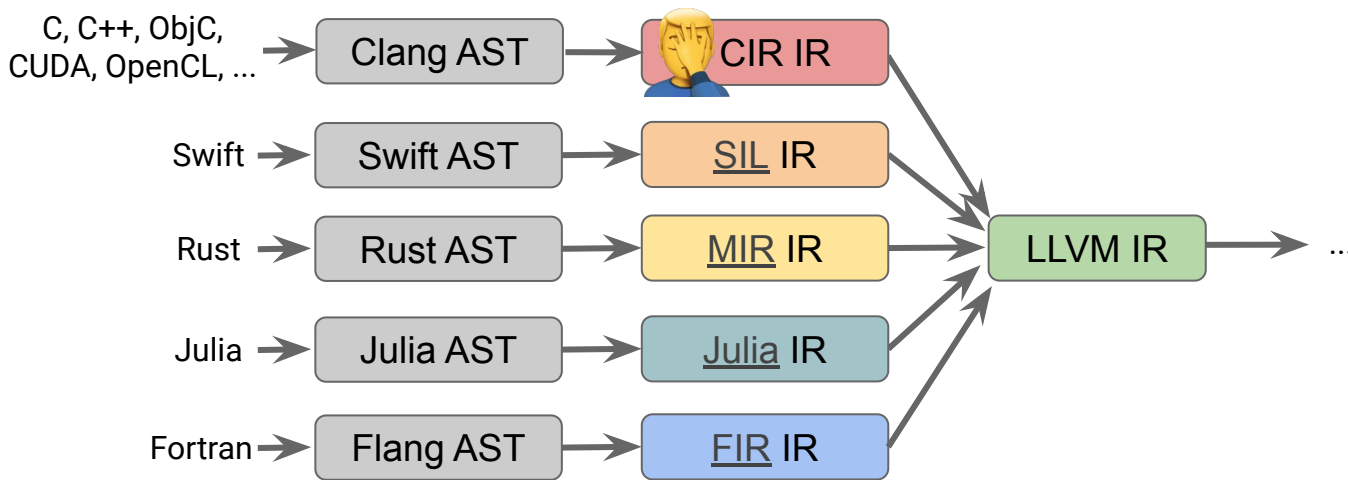 C, C++, ObjC,
CUDA, OpenCL, ...
Clang AST
CIR IR
Swift
Swift AST
SIL IR
Rust
Rust AST
MIR IR
LLVM IR
...
Julia
Julia AST
Julia IR
Fortran
Flang AST
FIR IR